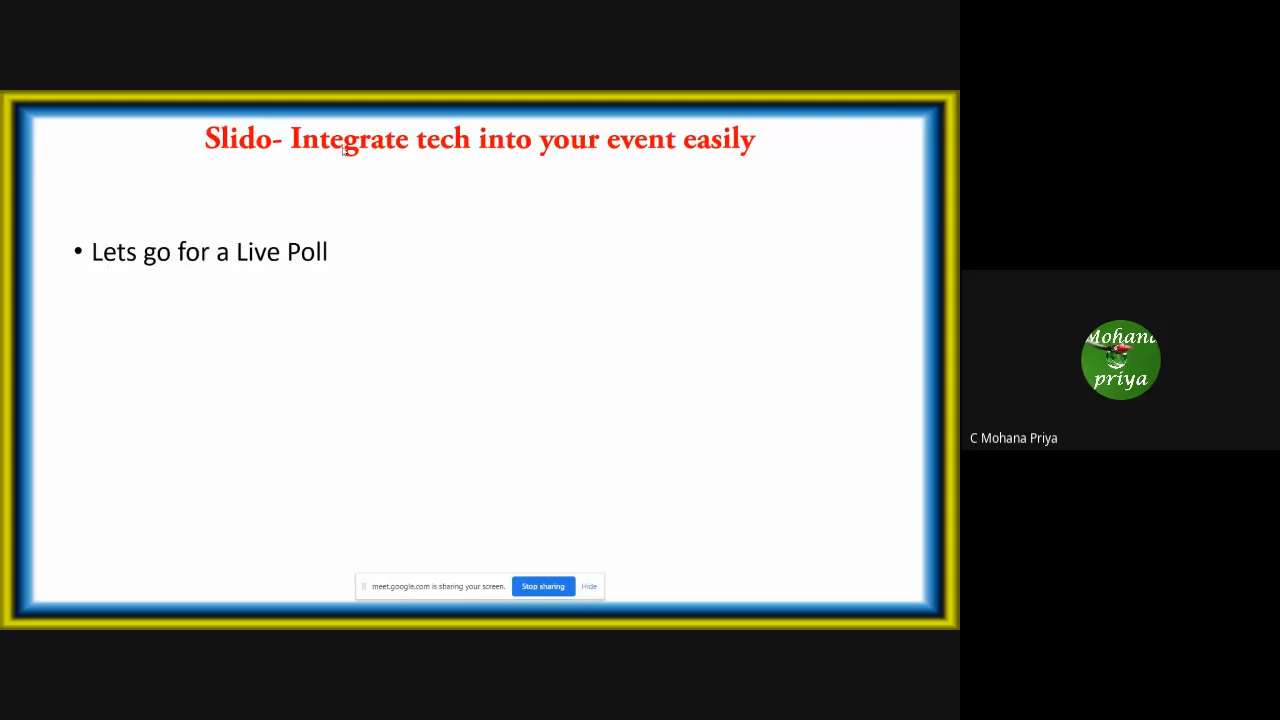 Slido- Integrate tech into your event easily
• Lets go for a Live Poll
meet.google.com is sharing your screen. Stop sharing Hide
Mohana
priya
C Mohana Priya